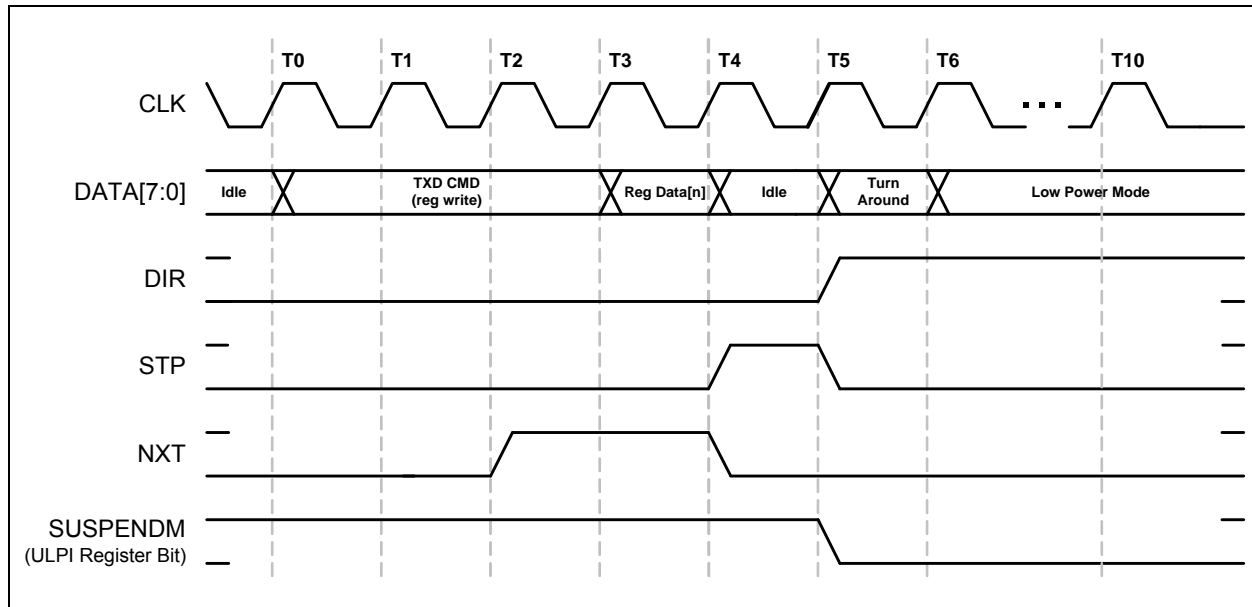 T0 T1 T2 T3 T4 T5 T6 T10
CLK
DATA[7:0]
Idle
TXD CMD
(reg write)
Reg Data[n]
Idle
Turn
Around
Low Power Mode
DIR
STP
NXT
SUSPENDM
(ULPI Register Bit)